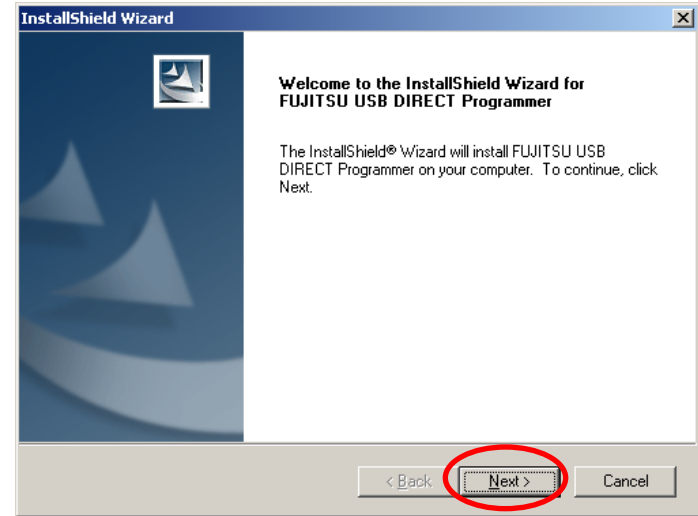 InstallShield Wizard
Welcome to the InstallShield Wizard for
FUJITSU USB DIRECT Programmer
The InstallShield® Wizard will install FUJITSU USB
DIRECT Programmer on your computer.  To continue, click
Next.
< Back
Next >
Cancel